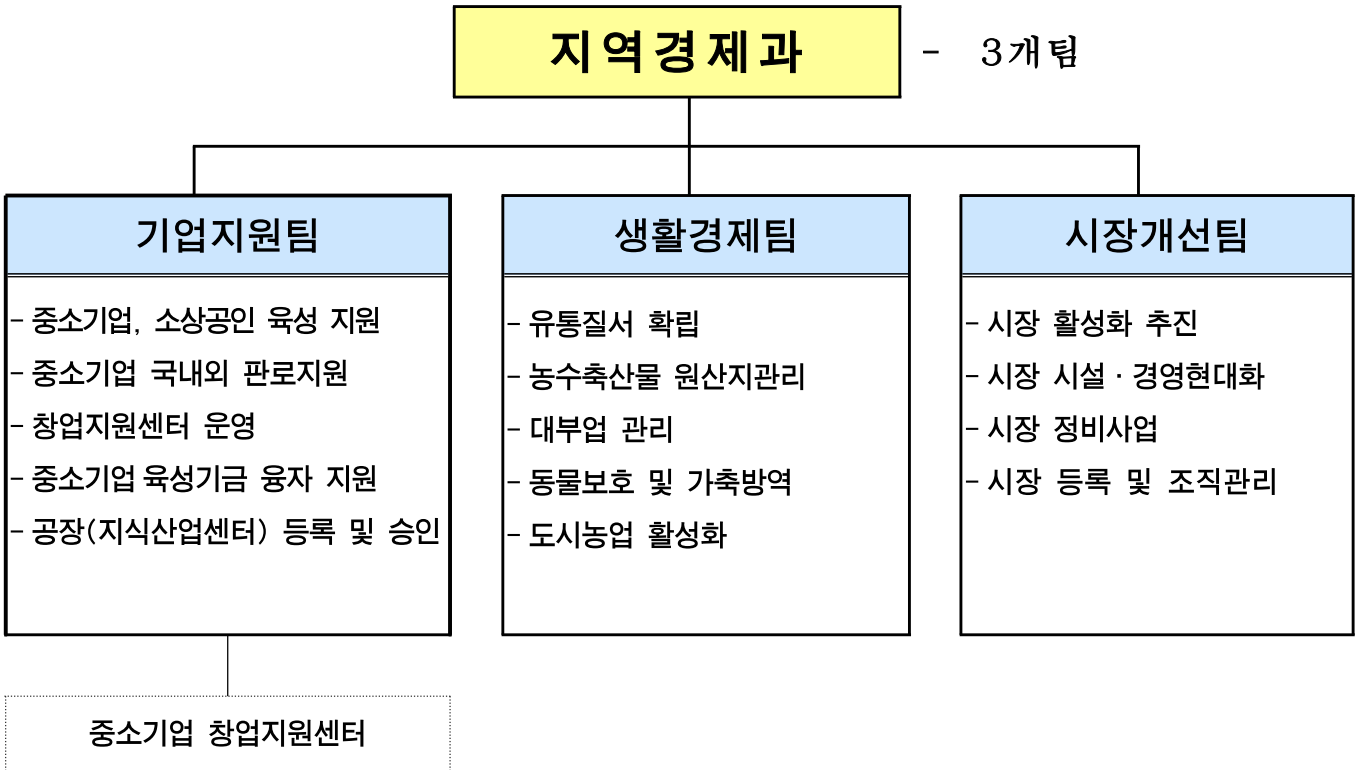 지역경제과 - 3개팀
기업지원팀
- 중소기업, 소상공인 육성 지원
- 중소기업 국내외 판로지원
- 창업지원센터 운영
- 중소기업 육성기금 융자 지원
- 공장(지식산업센터) 등록 및 승인
생활경제팀
- 유통질서 확립
- 농수축산물 원산지관리
- 대부업 관리
- 동물보호 및 가축방역
- 도시농업 활성화
시장개선팀
- 시장 활성화 추진
- 시장 시설 · 경영현대화
- 시장 정비사업
- 시장 등록 및 조직관리
중소기업 창업지원센터